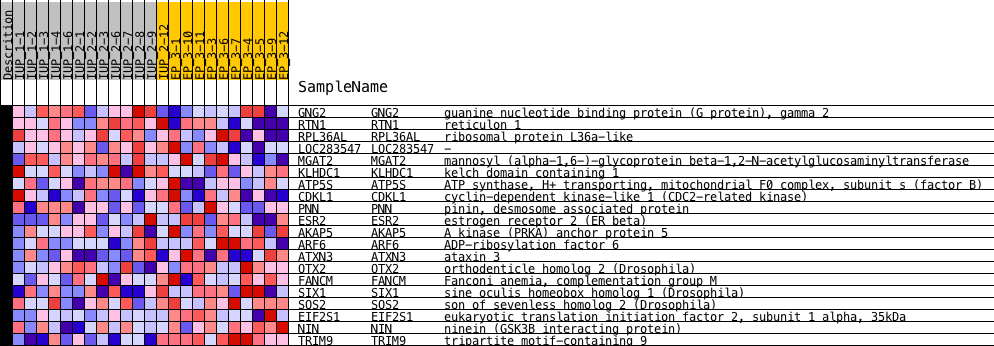 Descrition
IUP_1-1
IUP_1-2
IUP_1-3
IUP_1-4
IUP_1-6
IUP_2-1
IUP_2-2
IUP_2-3
IUP_2-6
IUP_2-7
IUP_2-8
IUP_2-9
IUP_2-12
EP_3-1
EP_3-10
EP_3-11
EP_3-3
EP_3-6
EP_3-7
EP_3-4
EP_3-5
EP_3-9
EP_3-12
SampleName
GNG2 GNG2 guanine nucleotide binding protein (G protein), gamma 2
RTN1 RTN1 reticulon 1
RPL36AL RPL36AL ribosomal protein L36a-like
LOC283547 LOC283547 -
MGAT2 MGAT2 mannosyl (alpha-1,6-)-glycoprotein beta-1,2-N-acetylglucosaminyltransferase
KLHDC1 KLHDC1 kelch domain containing 1
ATP5S ATP5S ATP synthase, H+ transporting, mitochondrial F0 complex, subunit s (factor B)
CDKL1 CDKL1 cyclin-dependent kinase-like 1 (CDC2-related kinase)
PNN PNN pinin, desmosome associated protein
ESR2 ESR2 estrogen receptor 2 (ER beta)
AKAP5 AKAP5 A kinase (PRKA) anchor protein 5
ARF6 ARF6 ADP-ribosylation factor 6
ATXN3 ATXN3 ataxin 3
OTX2 OTX2 orthodenticle homolog 2 (Drosophila)
FANCM FANCM Fanconi anemia, complementation group M
SIX1 SIX1 sine oculis homeobox homolog 1 (Drosophila)
SOS2 SOS2 son of sevenless homolog 2 (Drosophila)
EIF2S1 EIF2S1 eukaryotic translation initiation factor 2, subunit 1 alpha, 35kDa
NIN NIN ninein (GSK3B interacting protein)
TRIM9 TRIM9 tripartite motif-containing 9